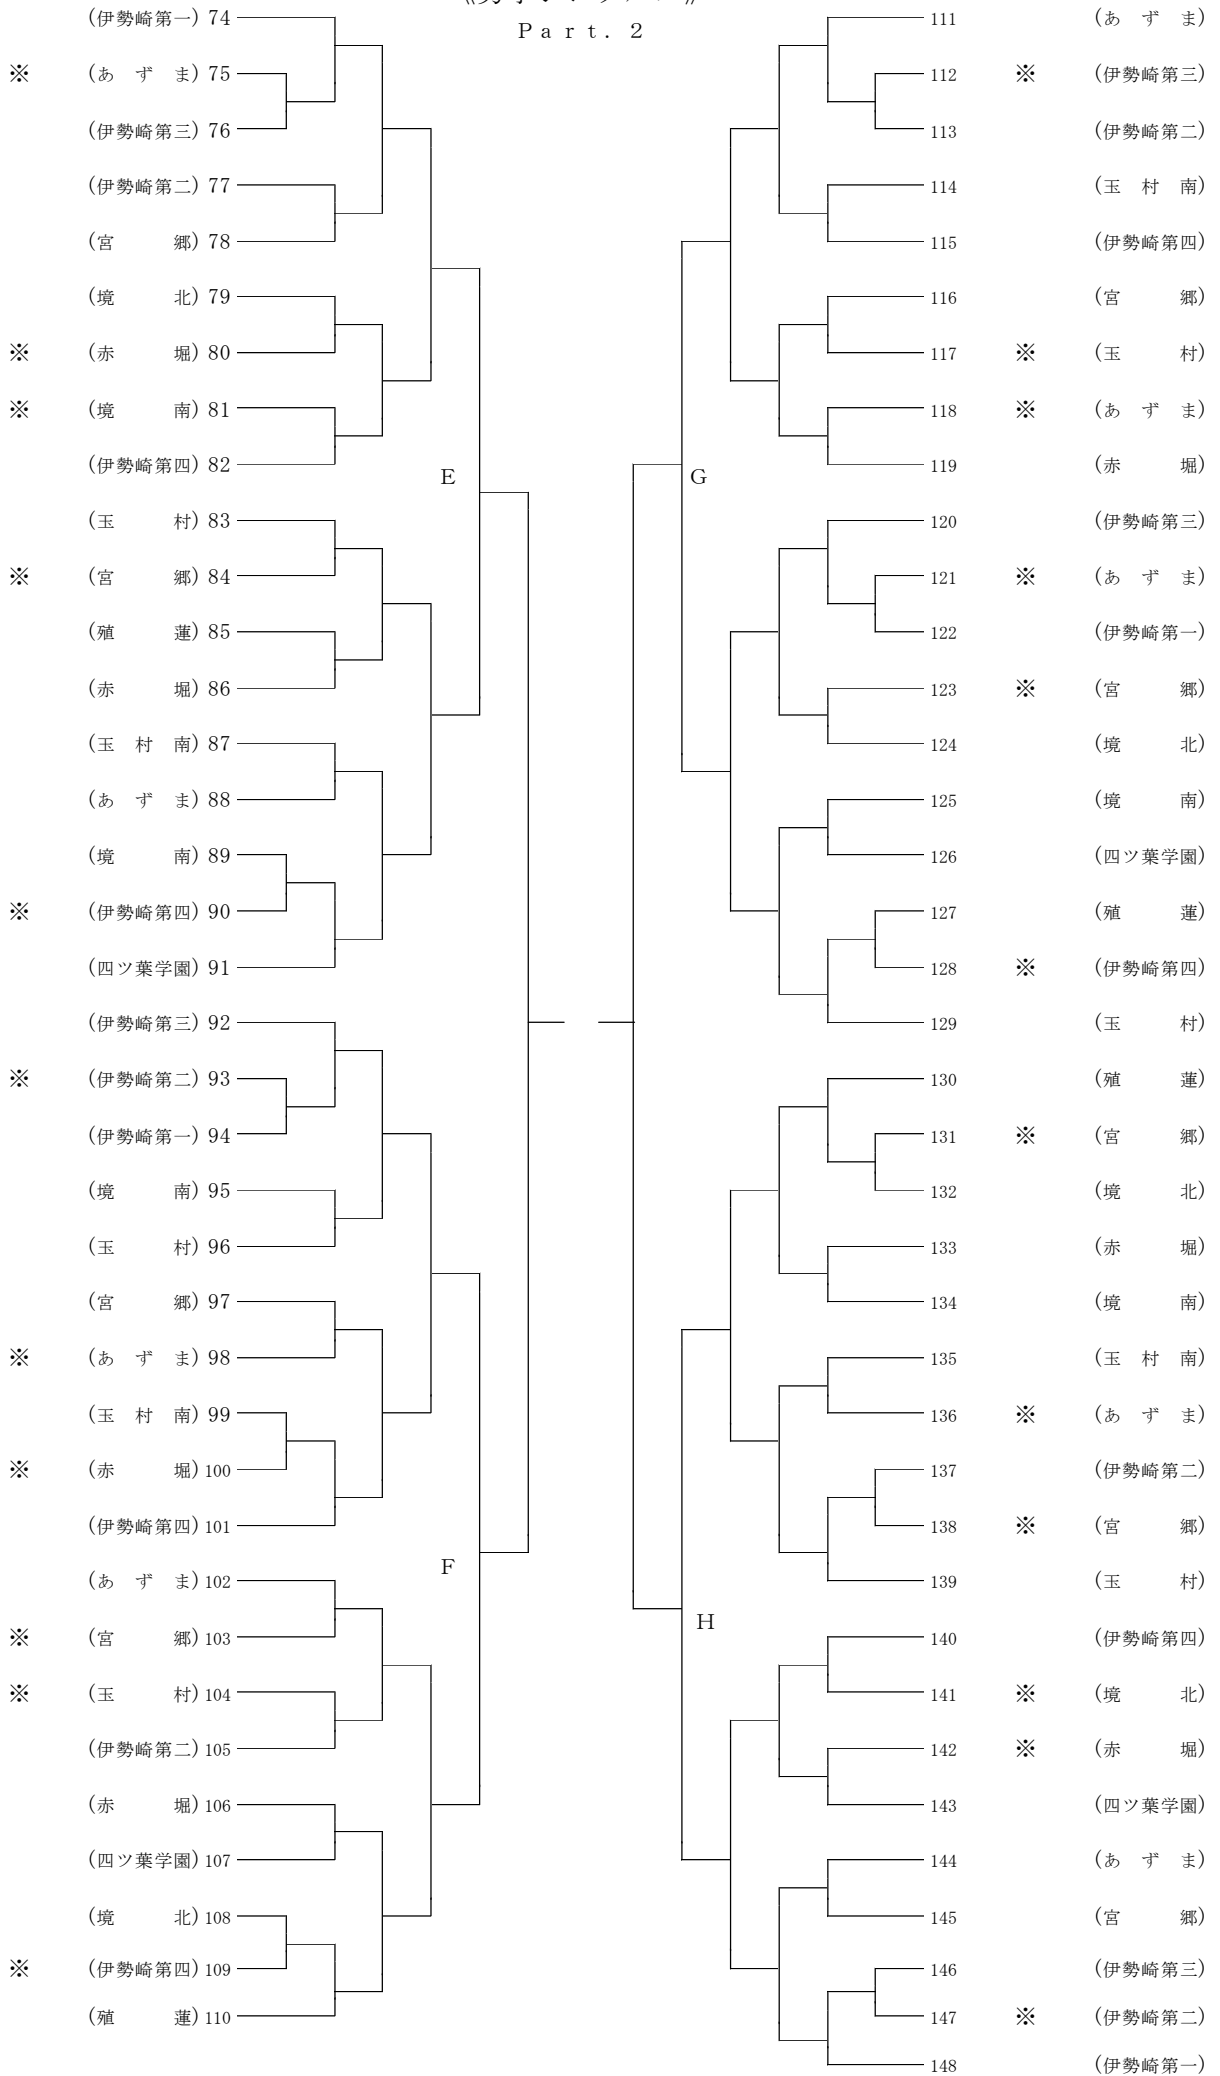 Part. 2
(伊勢崎第一) 74
※ (あ ず ま) 75
(伊勢崎第三) 76
(伊勢崎第二) 77
(宮 郷) 78
(境 北) 79
※ (赤 堀) 80
※ (境 南) 81
(伊勢崎第四) 82
E
(玉 村) 83
※ (宮 郷) 84
(殖 蓮) 85
(赤 堀) 86
(玉 村 南) 87
(あ ず ま) 88
(境 南) 89
※ (伊勢崎第四) 90
(四ツ葉学園) 91
(伊勢崎第三) 92
※ (伊勢崎第二) 93
(伊勢崎第一) 94
(境 南) 95
(玉 村) 96
(宮 郷) 97
※ (あ ず ま) 98
(玉 村 南) 99
※ (赤 堀) 100
(伊勢崎第四) 101
F
(あ ず ま) 102
※ (宮 郷) 103
※ (玉 村) 104
(伊勢崎第二) 105
(赤 堀) 106
(四ツ葉学園) 107
(境 北) 108
※ (伊勢崎第四) 109
(殖 蓮) 110
111 (あ ず ま)
112 ※ (伊勢崎第三)
113 (伊勢崎第二)
114 (玉 村 南)
115 (伊勢崎第四)
116 (宮 郷)
117 ※ (玉 村)
118 ※ (あ ず ま)
119 (赤 堀)
G
120 (伊勢崎第三)
121 ※ (あ ず ま)
122 (伊勢崎第一)
123 ※ (宮 郷)
124 (境 北)
125 (境 南)
126 (四ツ葉学園)
127 (殖 蓮)
128 ※ (伊勢崎第四)
129 (玉 村)
130 (殖 蓮)
131 ※ (宮 郷)
132 (境 北)
133 (赤 堀)
134 (境 南)
135 (玉 村 南)
136 ※ (あ ず ま)
137 (伊勢崎第二)
138 ※ (宮 郷)
139 (玉 村)
H
140 (伊勢崎第四)
141 ※ (境 北)
142 ※ (赤 堀)
143 (四ツ葉学園)
144 (あ ず ま)
145 (宮 郷)
146 (伊勢崎第三)
147 ※ (伊勢崎第二)
148 (伊勢崎第一)